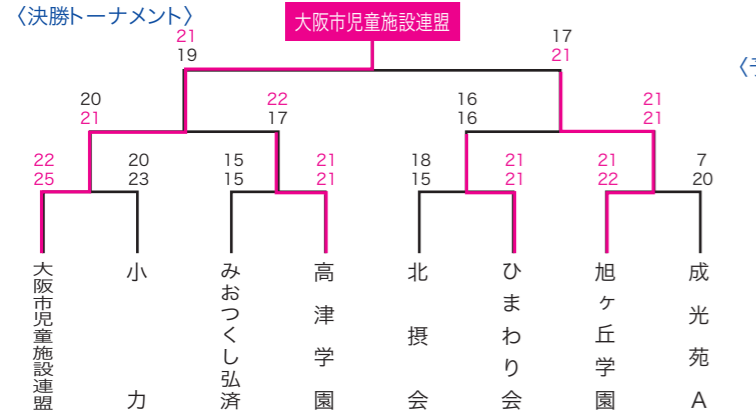 〈決勝トーナメント〉
大阪市児童施設連盟
21
19
17
21
〈予
20
21
22
17
16
16
21
21
22
25
20
23
15
15
21
21
18
15
21
21
21
22
7
20
大阪市児童施設連盟
小力
みおつくし弘済
高津学園
北摂会
ひまわり会
旭ヶ丘学園
成光苑A